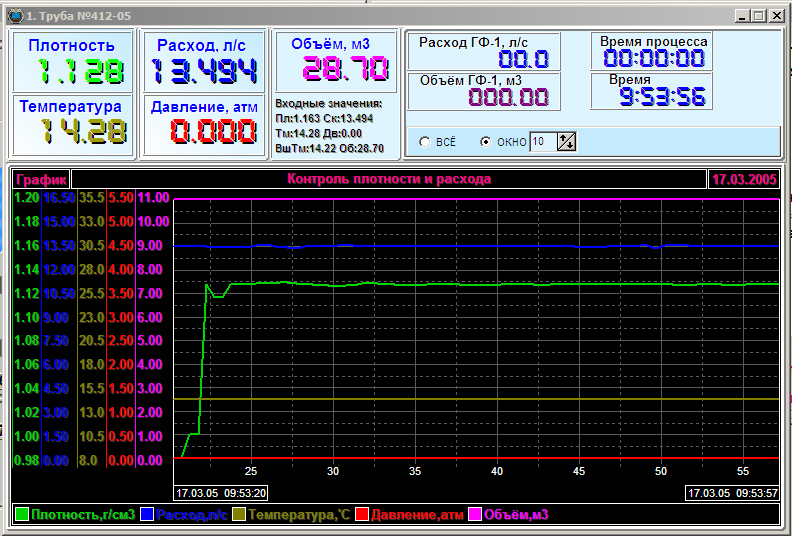 1. Труба №412-05
Плотность
1.128
Расход, л/с
13.494
Объём, м3
28.70
Расход ГФ-1, л/с
00.0
Время процесса
00:00:00
Температура
14.28
Давление, атм
0.000
Входные значения:
Пл:1.163 Ск:13.494
Тм:14.28 Дв:0.00
ВшТм:14.22 Об:28.70
Объём ГФ-1, м3
000.00
Время
9:53:56
ВСЁ ОКНО 10
График Контроль плотности и расхода 17.03.2005
1.20 16.50 35.5 5.50 11.00
1.18 15.00 33.0 5.00 10.00
1.16 13.50 30.5 4.50 9.00
1.14 12.00 28.0 4.00 8.00
1.12 10.50 25.5 3.50 7.00
1.10 9.00 23.0 3.00 6.00
1.08 7.50 20.5 2.50 5.00
1.06 6.00 18.0 2.00 4.00
1.04 4.50 15.5 1.50 3.00
1.02 3.00 13.0 1.00 2.00
1.00 1.50 10.5 0.50 1.00
0.98 0.00 8.0 0.00 0.00
25 30 35 40 45 50 55
17.03.05 09:53:20 17.03.05 09:53:57
Плотность,г/см3 Расход,л/с Температура,'С Давление,атм Объём,м3